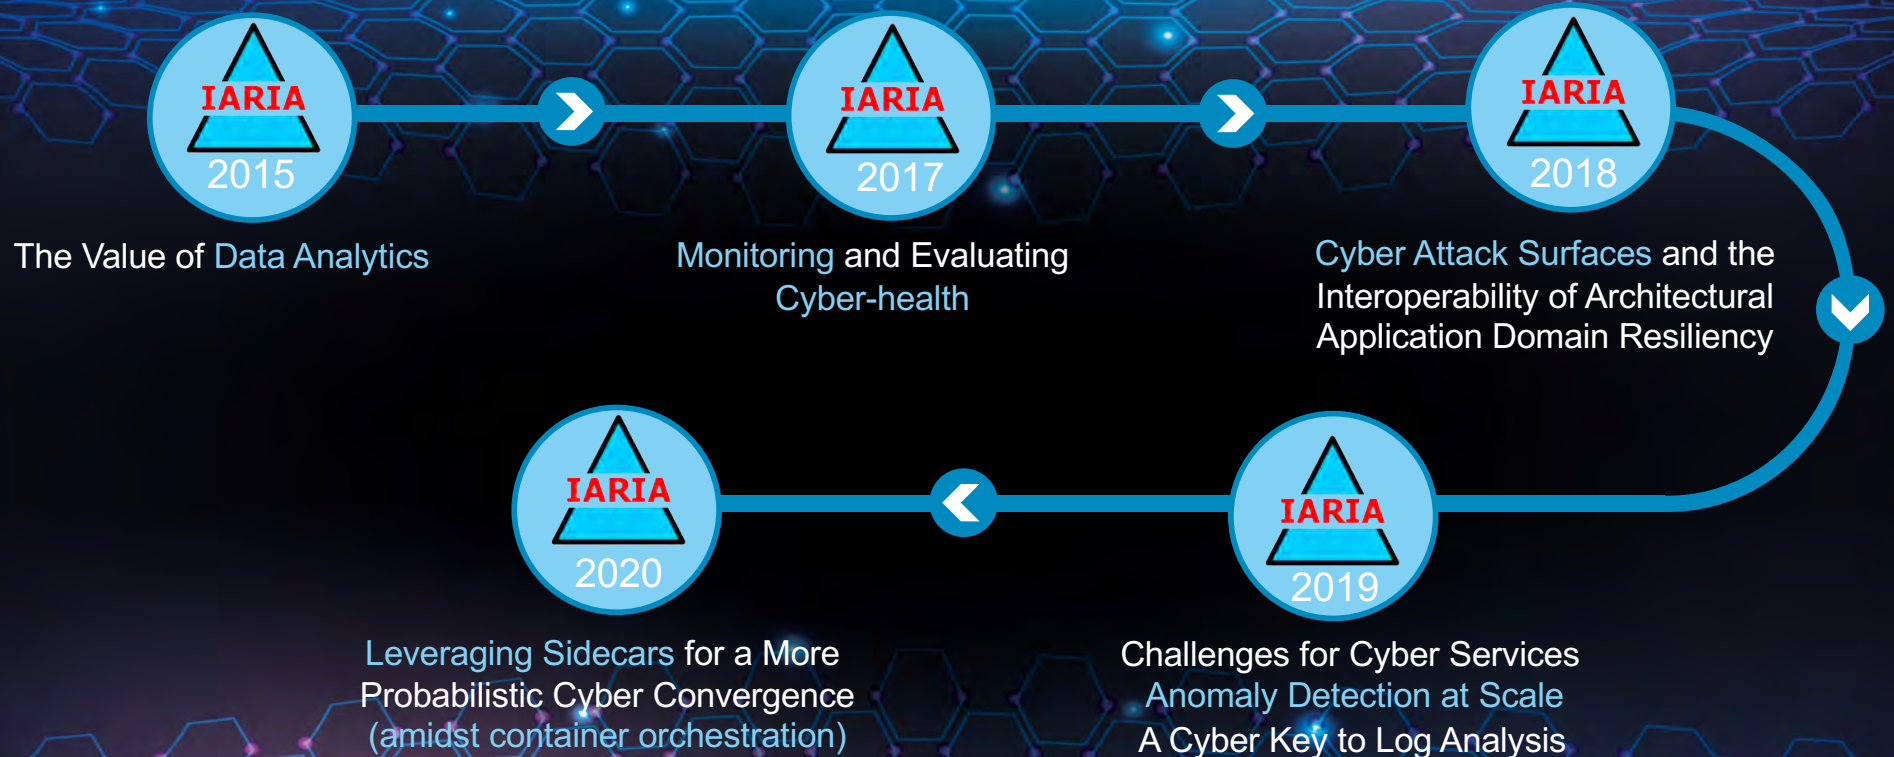 IARIA
2015
The Value of Data Analytics
IARIA
2017
Monitoring and Evaluating
Cyber-health
IARIA
2018
Cyber Attack Surfaces and the
Interoperability of Architectural
Application Domain Resiliency
IARIA
2019
Challenges for Cyber Services
Anomaly Detection at Scale
A Cyber Key to Log Analysis
IARIA
2020
Leveraging Sidecars for a More
Probabilistic Cyber Convergence
(amidst container orchestration)